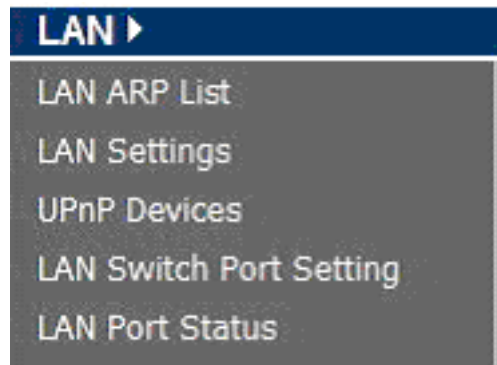 LAN
LAN ARP List
LAN Settings
UPnP Devices
LAN Switch Port Setting
LAN Port Status